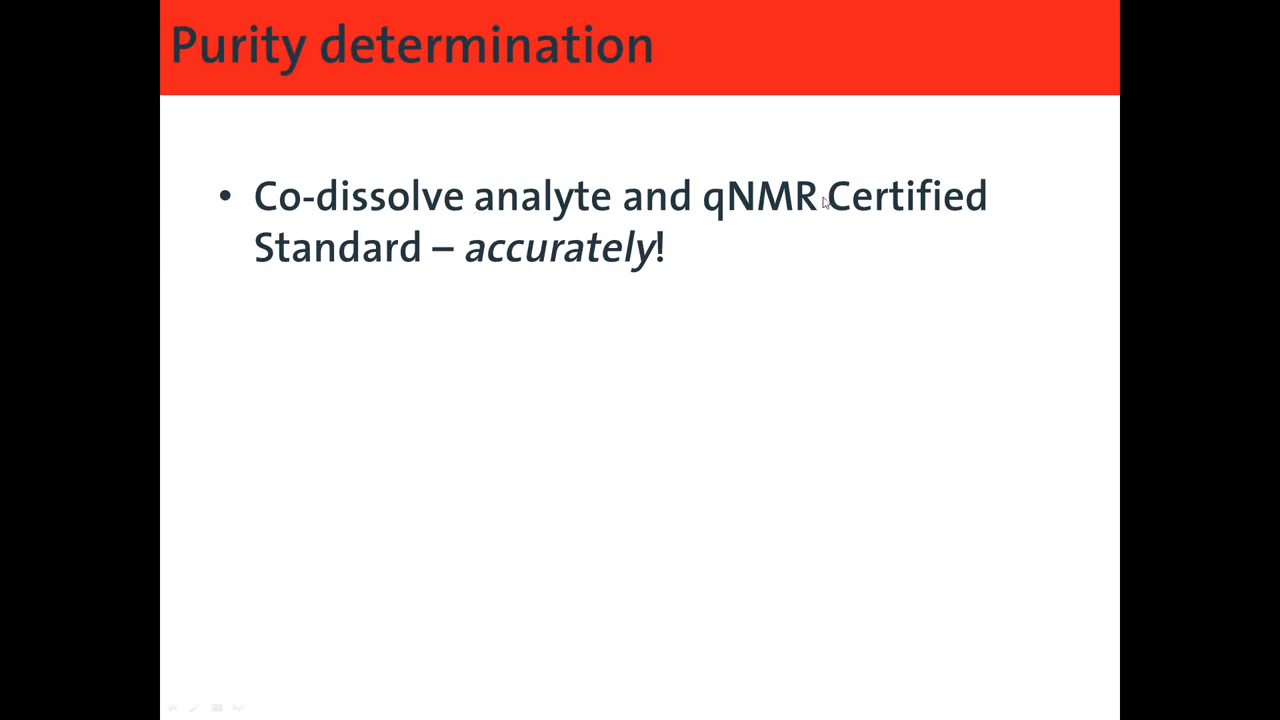 Purity determination
• Co-dissolve analyte and qNMR Certified
Standard – accurately!